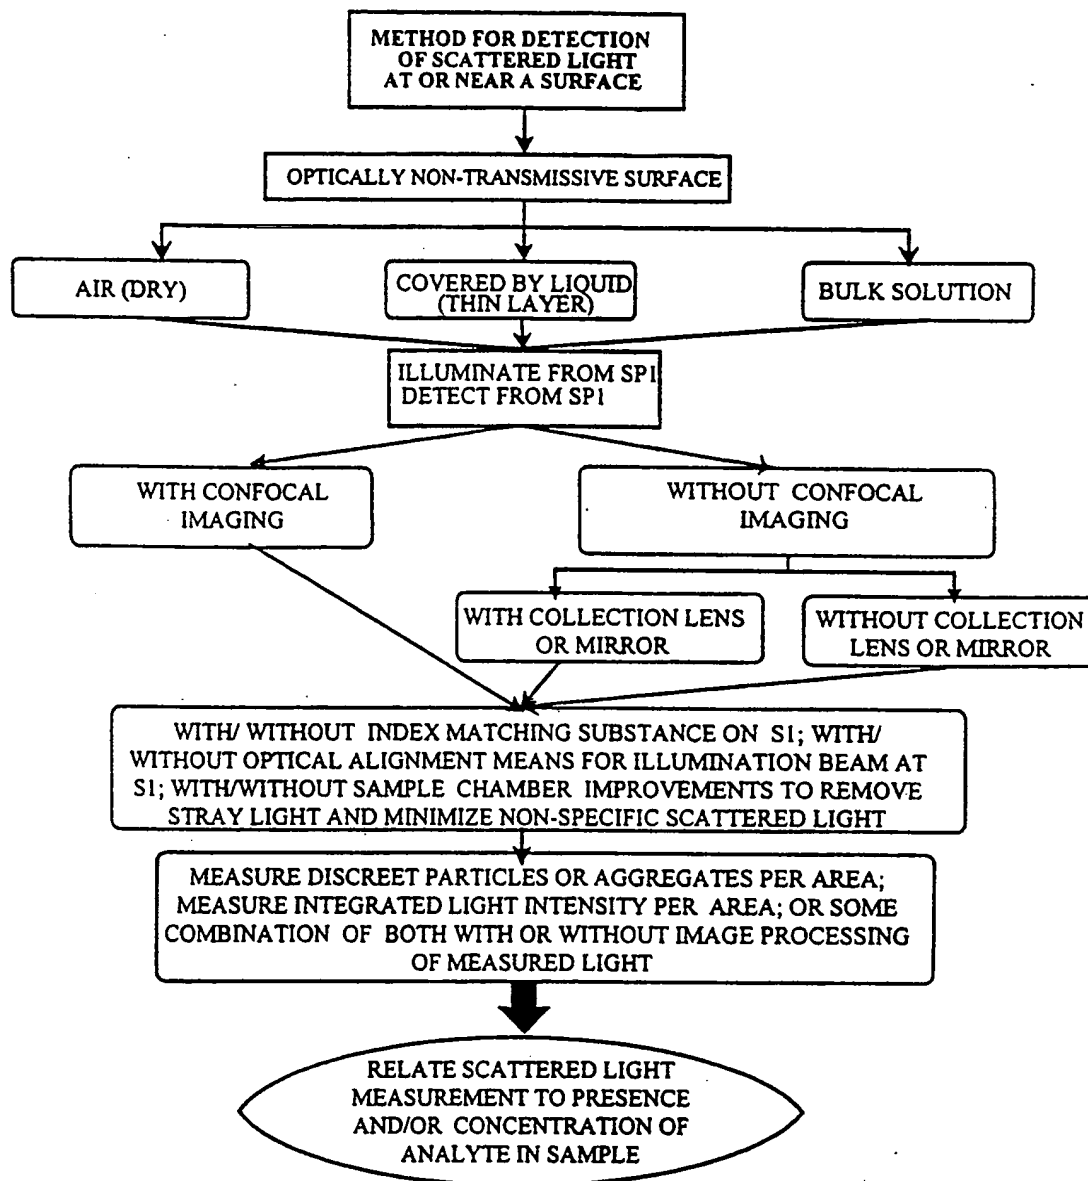 METHOD FOR DETECTION
OF SCATTERED LIGHT
AT OR NEAR A SURFACE
OPTICALLY NON-TRANSMISSIVE SURFACE
AIR (DRY)
COVERED BY LIQUID
(THIN LAYER)
BULK SOLUTION
ILLUMINATE FROM SP1
DETECT FROM SP1
WITH CONFOCAL
IMAGING
WITHOUT CONFOCAL
IMAGING
WITH COLLECTION LENS
OR MIRROR
WITHOUT COLLECTION
LENS OR MIRROR
WITH/ WITHOUT INDEX MATCHING SUBSTANCE ON S1; WITH/
WITHOUT OPTICAL ALIGNMENT MEANS FOR ILLUMINATION BEAM AT
S1; WITH/WITHOUT SAMPLE CHAMBER IMPROVEMENTS TO REMOVE
STRAY LIGHT AND MINIMIZE NON-SPECIFIC SCATTERED LIGHT
MEASURE DISCREET PARTICLES OR AGGREGATES PER AREA;
MEASURE INTEGRATED LIGHT INTENSITY PER AREA; OR SOME
COMBINATION OF BOTH WITH OR WITHOUT IMAGE PROCESSING
OF MEASURED LIGHT
RELATE SCATTERED LIGHT
MEASUREMENT TO PRESENCE
AND/OR CONCENTRATION OF
ANALYTE IN SAMPLE